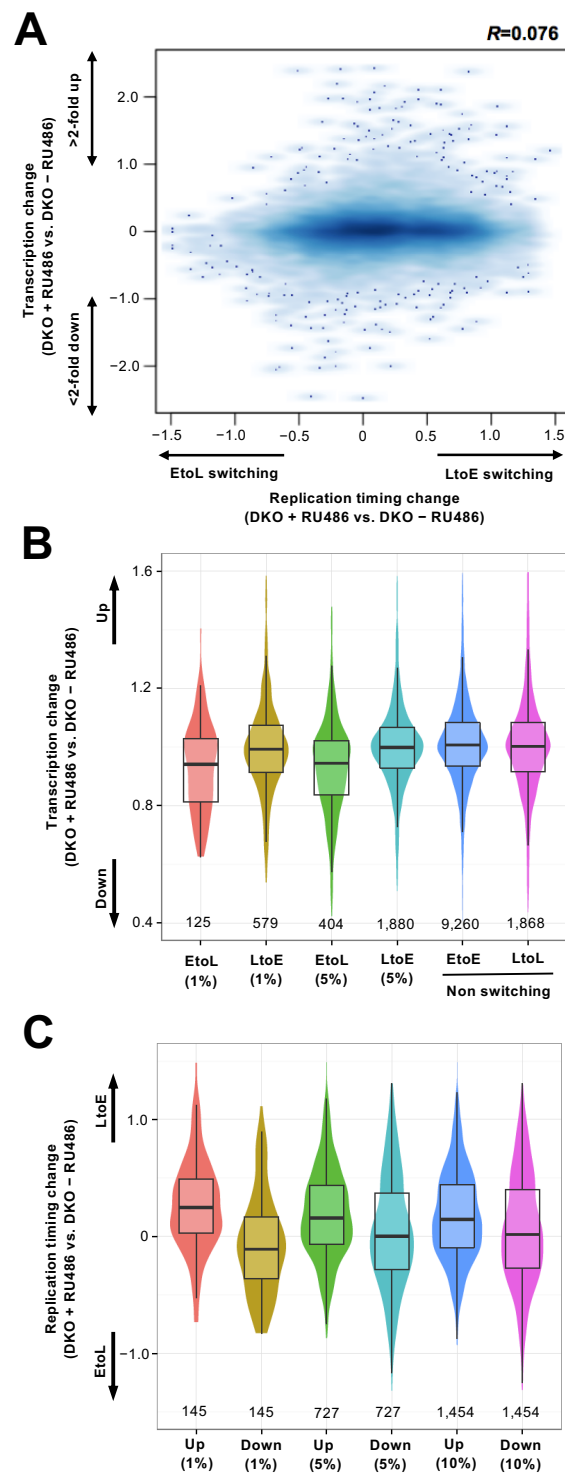 A
R=0.076
>2-fold up
<2-fold down
Transcription change
(DKO + RU486 vs. DKO − RU486)
2.0
1.0
0
−1.0
−2.0
−1.5
−1.0
−0.5
0
0.5
1.0
1.5
EtoL switching
LtoE switching
Replication timing change
(DKO + RU486 vs. DKO − RU486)
B
Up
Down
Transcription change
(DKO + RU486 vs. DKO − RU486)
1.6
1.2
0.8
0.4
125
579
404
1,880
9,260
1,868
EtoL
(1%)
LtoE
(1%)
EtoL
(5%)
LtoE
(5%)
EtoE
LtoL
Non switching
C
LtoE
EtoL
Replication timing change
(DKO + RU486 vs. DKO − RU486)
1.0
0
−1.0
145
145
727
727
1,454
1,454
Up
(1%)
Down
(1%)
Up
(5%)
Down
(5%)
Up
(10%)
Down
(10%)